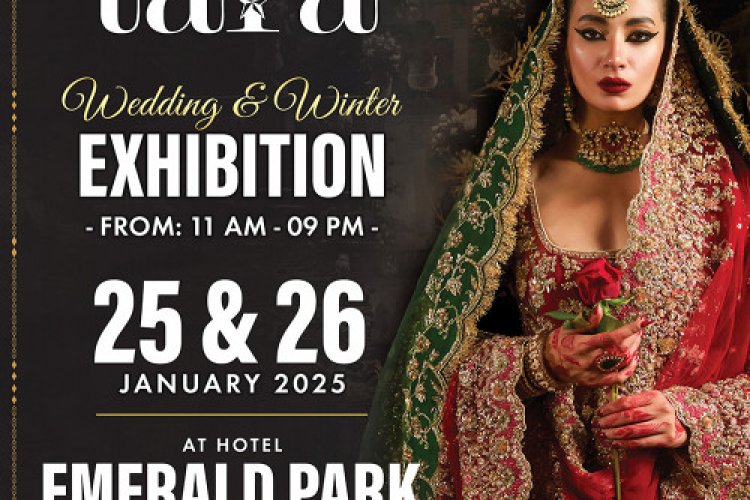 Wedding & Winter
EXHIBITION
- FROM: 11 AM - 09 PM -
25 & 26
JANUARY 2025
AT HOTEL
EMERALD PARK